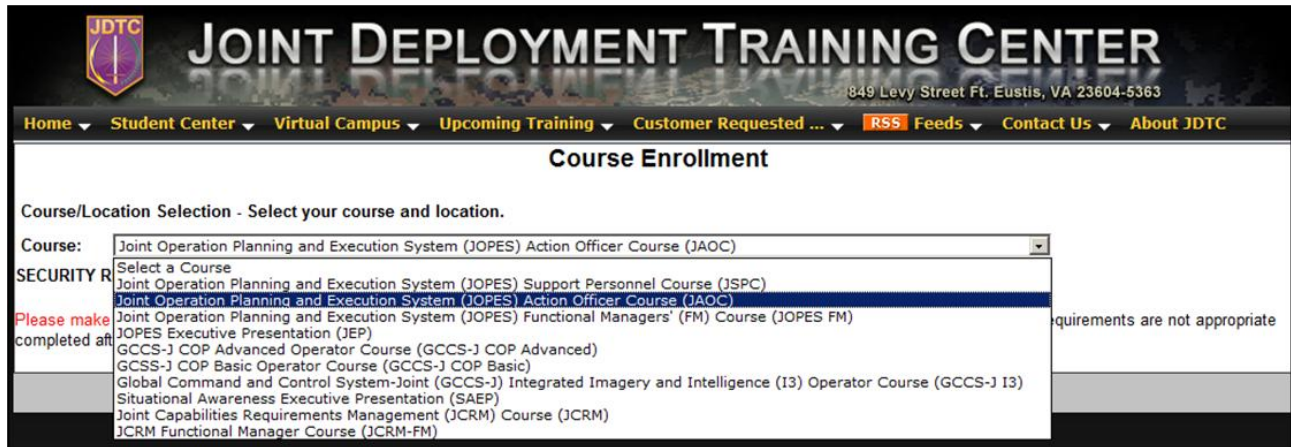 JDTC
JOINT DEPLOYMENT TRAINING CENTER
849 Levy Street Ft. Eustis, VA 23604-5363
Home Student Center Virtual Campus Upcoming Training Customer Requested ... RSS Feeds Contact Us About JDTC
Course Enrollment
Course/Location Selection - Select your course and location.
Course: Joint Operation Planning and Execution System (JOPES) Action Officer Course (JAOC)
SECURITY R
Select a Course
Joint Operation Planning and Execution System (JOPES) Support Personnel Course (JSPC)
Joint Operation Planning and Execution System (JOPES) Action Officer Course (JAOC)
Please make
Joint Operation Planning and Execution System (JOPES) Functional Managers' (FM) Course (JOPES FM)
equirements are not appropriate
completed aft
JOPES Executive Presentation (JEP)
GCCS-J COP Advanced Operator Course (GCCS-J COP Advanced)
GCSS-J COP Basic Operator Course (GCCS-J COP Basic)
Global Command and Control System-Joint (GCCS-J) Integrated Imagery and Intelligence (I3) Operator Course (GCCS-J I3)
Situational Awareness Executive Presentation (SAEP)
Joint Capabilities Requirements Management (JCRM) Course (JCRM)
JCRM Functional Manager Course (JCRM-FM)